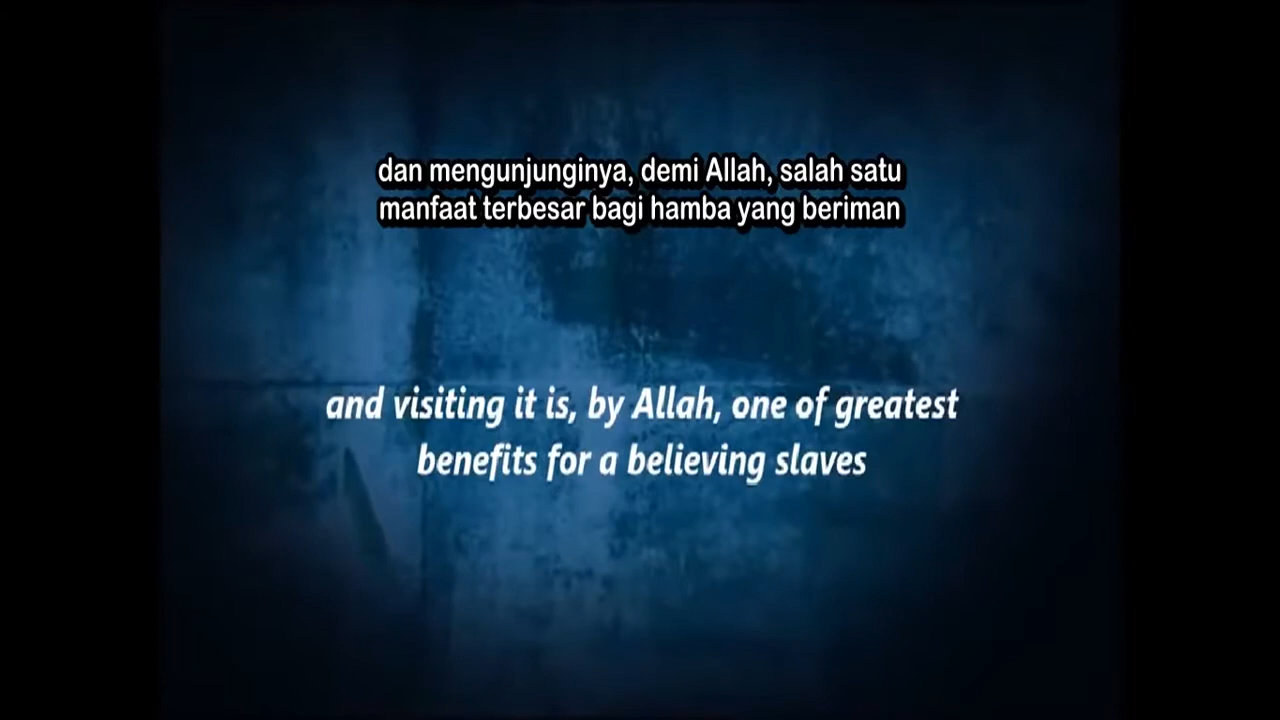 dan mengunjunginya, demi Allah, salah satu
manfaat terbesar bagi hamba yang beriman
and visiting it is, by Allah, one of greatest
benefits for a believing slaves